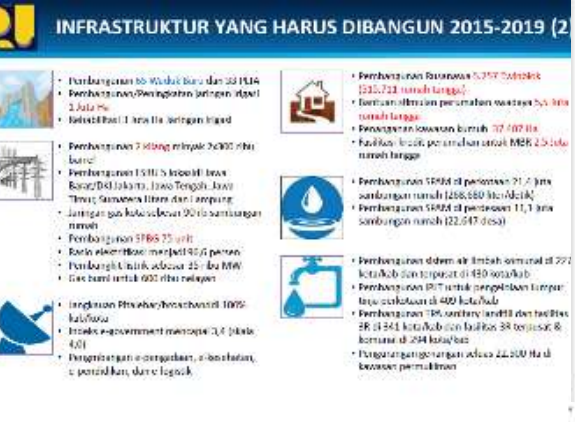 INFRASTRUKTUR YANG HARUS DIBANGUN 2015-2019 (2)
• Pembangunan 65 Waduk Baru dan 33 PLTA
• Pembangunan/Peningkatan jaringan irigasi
1 Juta Ha
• Rehabilitasi 3 Juta Ha Jaringan Irigasi
• Pembangunan 2 kilang minyak 2x300 ribu
barrel
• Pembangunan FSRU 5 lokasi di Jawa
Barat/DKI Jakarta, Jawa Tengah, Jawa
Timur, Sumatera Utara dan Lampung
• Jaringan gas kota sebesar rb sambungan
rumah
• Pembangunan SPBG 75 unit
• Rasio elektrifikasi menjadi 96,6 persen
• Pembangkit listrik sebesar 35 ribu MW
• Gas bumi untuk 600 ribu nelayan
• Jangkauan Pitalebar/broadband di 100%
kab/kota
• Indeks e-government mencapai 3,4 (skala
4,0)
• Pengembangan e-pengadaan, e-kesehatan,
e-pendidikan, dan e-logistik
• Pembangunan Rusunawa 5.257 Twinblok
(515.711 rumah tangga)
• Bantuan stimulan perumahan swadaya 5,5 Juta
rumah tangga
• Penanganan kawasan kumuh 37.407 Ha
• Fasilitas kredit perumahan untuk MBR 2,5 Juta
rumah tangga
• Pembangunan SPAM di perkotaan 21,4 juta
sambungan rumah (268.680 liter/detik)
• Pembangunan SPAM di perdesaan 11,1 juta
sambungan rumah (22.647 desa)
• Pembangunan sistem air limbah komunal di 227
kota/kab dan terpusat di 430 kota/kab
• Pembangunan IPLT untuk pengelolaan lumpur
tinja perkotaan di 409 kota/kab
• Pembangunan TPA sanitary landfill dan fasilitas
3R di 341 kota/kab dan fasilitas 3R terpusat &
komunal di 294 kota/kab
• Pengurangan genangan seluas 22.500 Ha di
kawasan permukiman